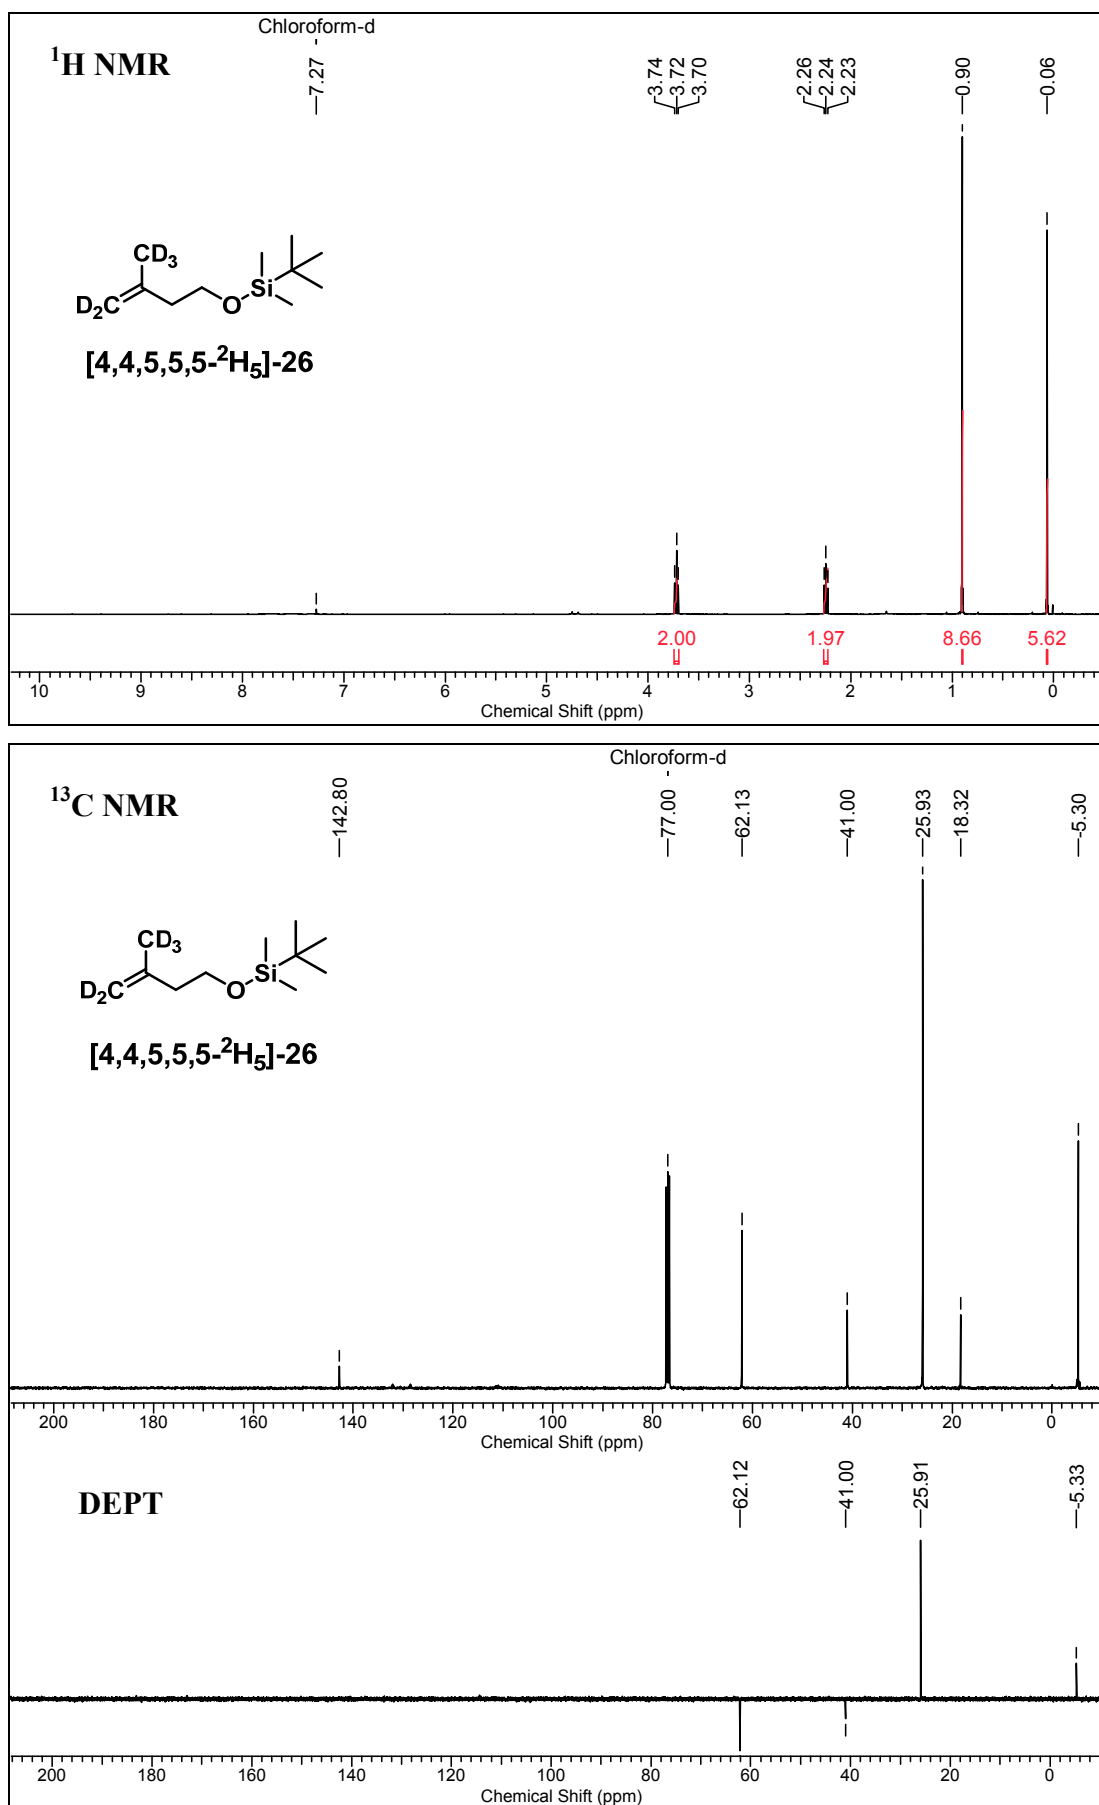 Chloroform-d
¹H NMR
7.27
3.74
3.72
3.70
2.26
2.24
2.23
0.90
0.06
CD₃
D₂C
O
Si
[4,4,5,5,5-²H₅]-26
2.00 1.97 8.66 5.62
10 9 8 7 6 5 4 3 2 1 0
Chemical Shift (ppm)
Chloroform-d
¹³C NMR
142.80
77.00
62.13
41.00
25.93
18.32
-5.30
CD₃
D₂C
O
Si
[4,4,5,5,5-²H₅]-26
200 180 160 140 120 100 80 60 40 20 0
Chemical Shift (ppm)
DEPT
62.12
41.00
25.91
-5.33
200 180 160 140 120 100 80 60 40 20 0
Chemical Shift (ppm)